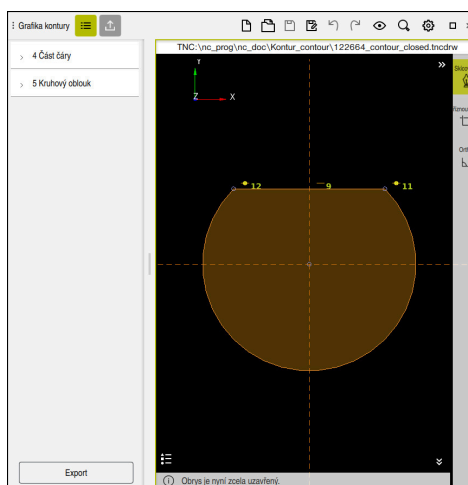 Grafika kontury
TNC:\nc_prog\nc_doc\Kontur_contour\122664_contour_closed.tncdrw
4 Část čáry
5 Kruhový oblouk
Y
Z X
12 9 11
Export
Obrys je nyní zcela uzavřený.